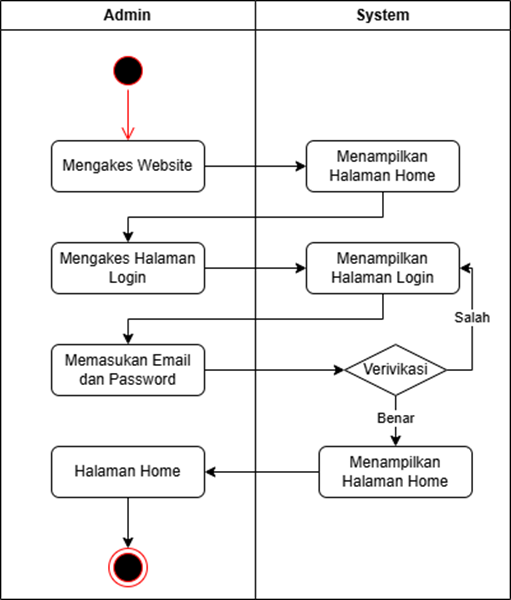 Admin
System
Mengakes Website
Menampilkan
Halaman Home
Mengakes Halaman
Login
Menampilkan
Halaman Login
Salah
Memasukan Email
dan Password
Verivikasi
Benar
Halaman Home
Menampilkan
Halaman Home